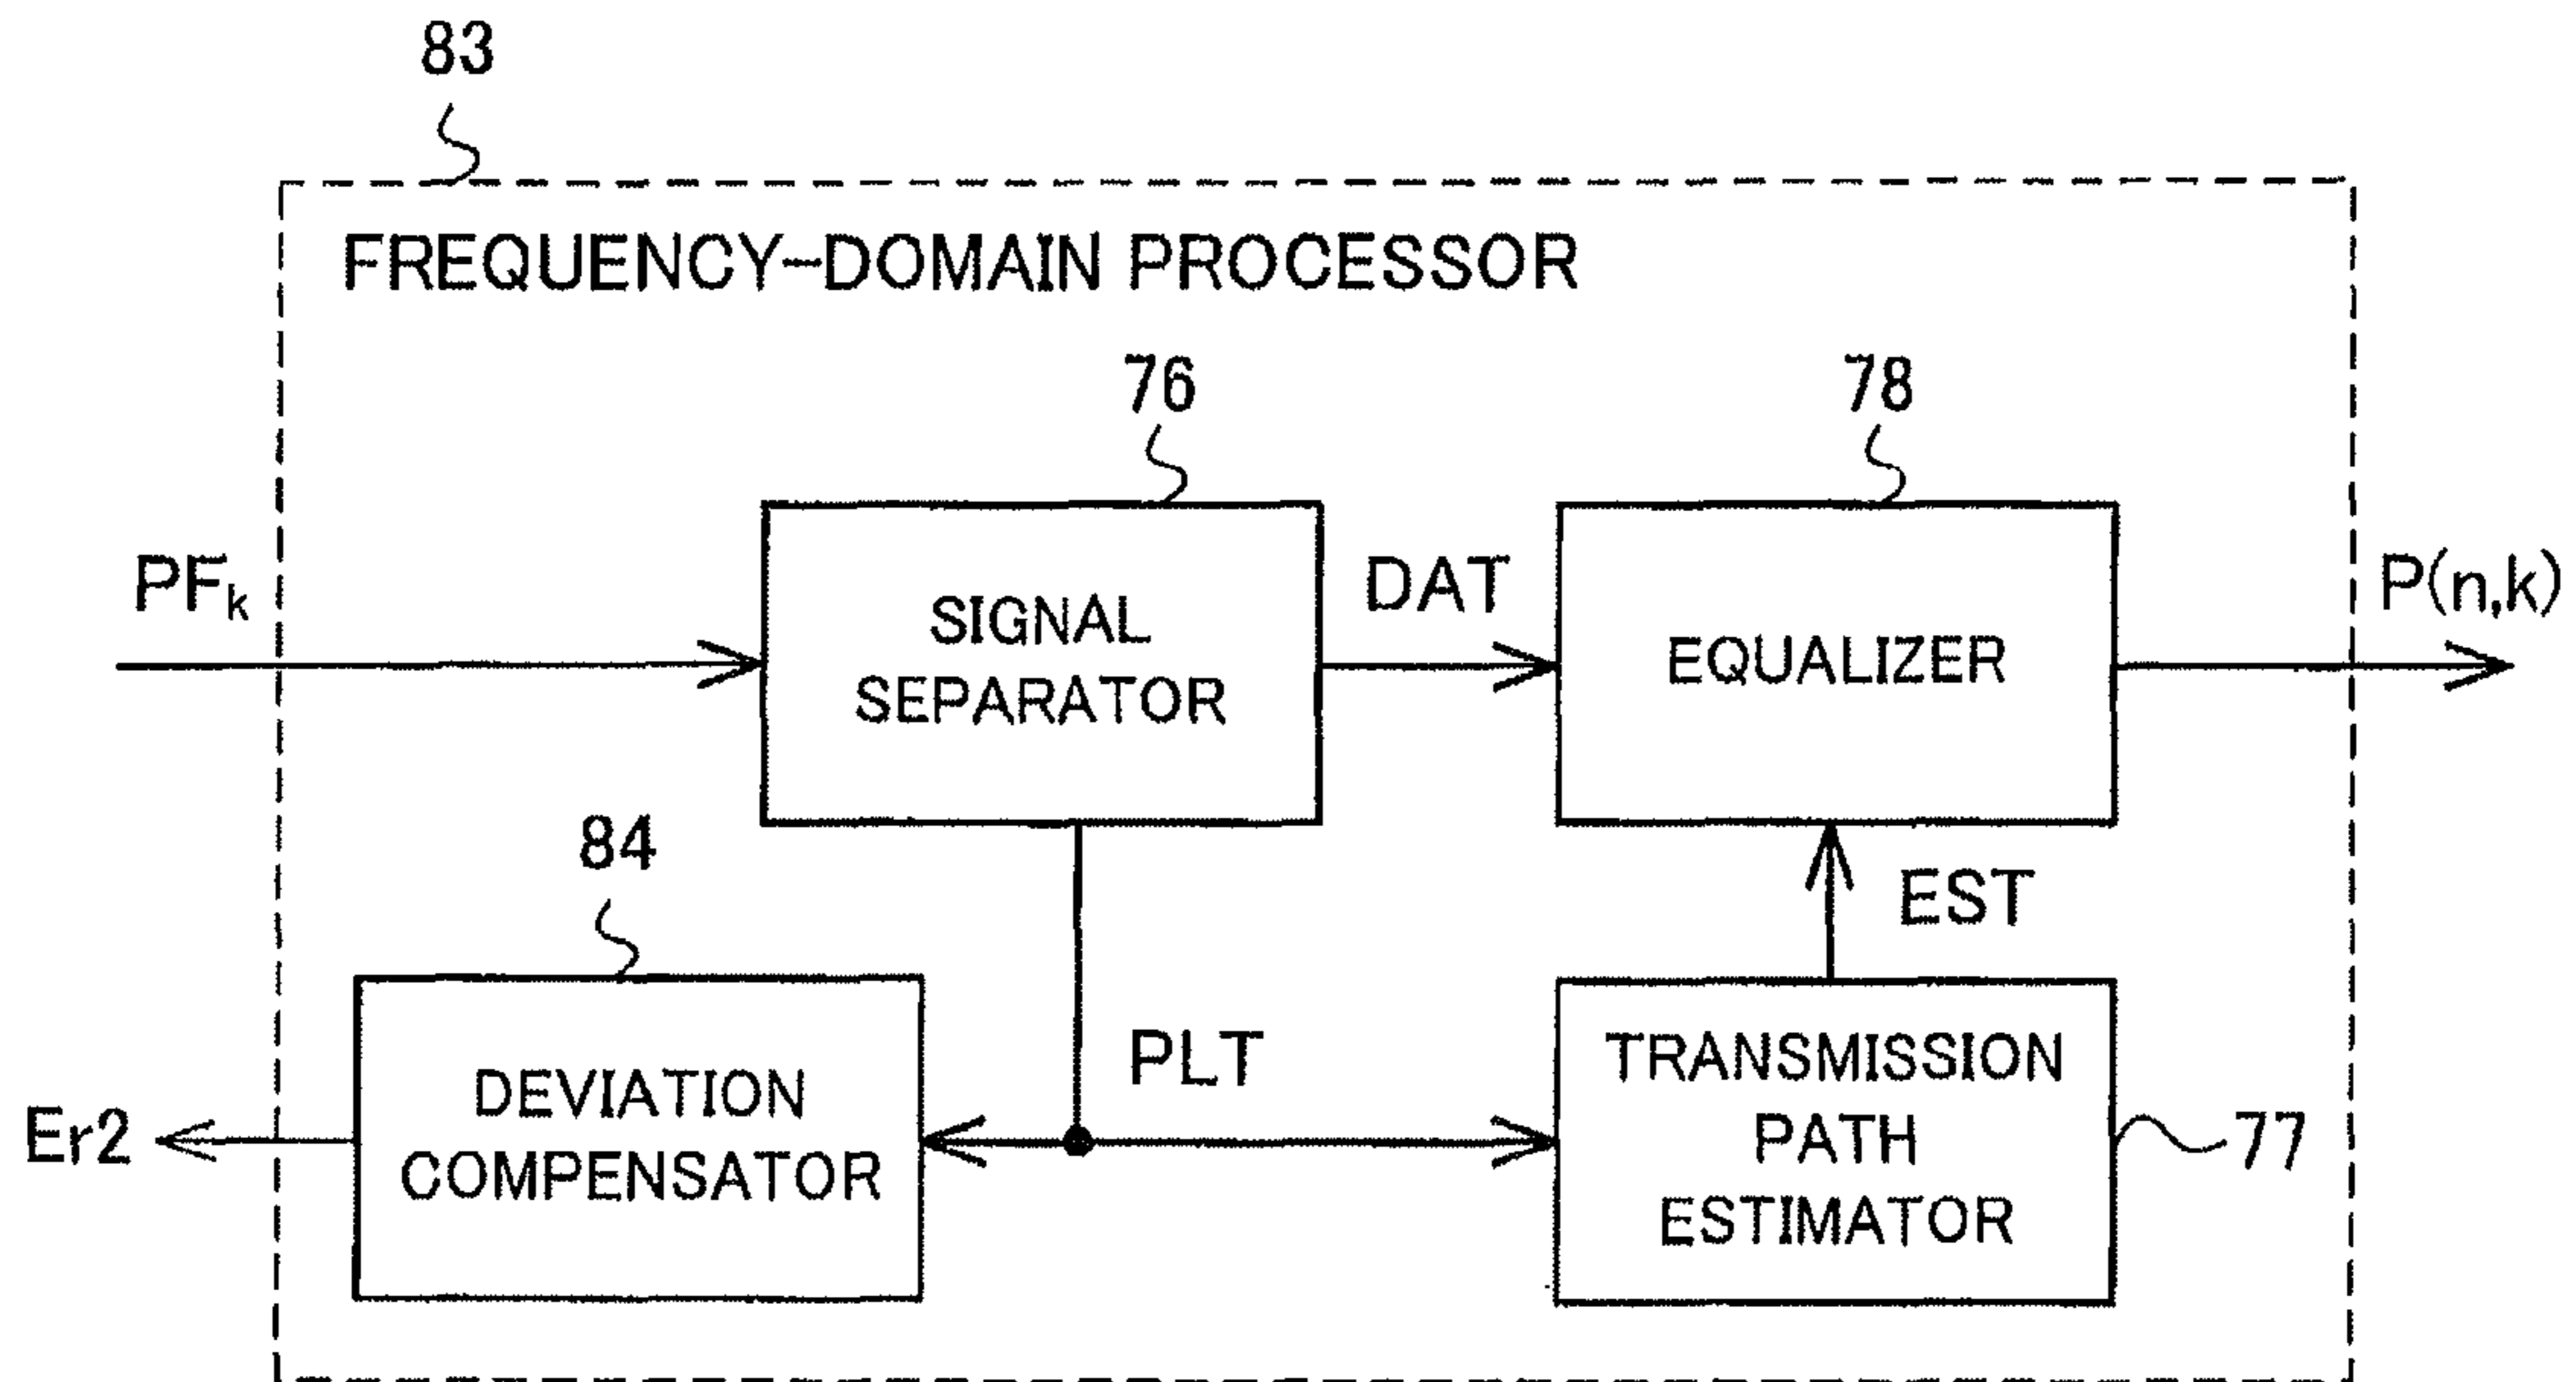 83
FREQUENCY-DOMAIN PROCESSOR
76
78
PFk
SIGNAL
SEPARATOR
DAT
EQUALIZER
P(n,k)
84
EST
DEVIATION
COMPENSATOR
PLT
TRANSMISSION
PATH
ESTIMATOR
Er2
77